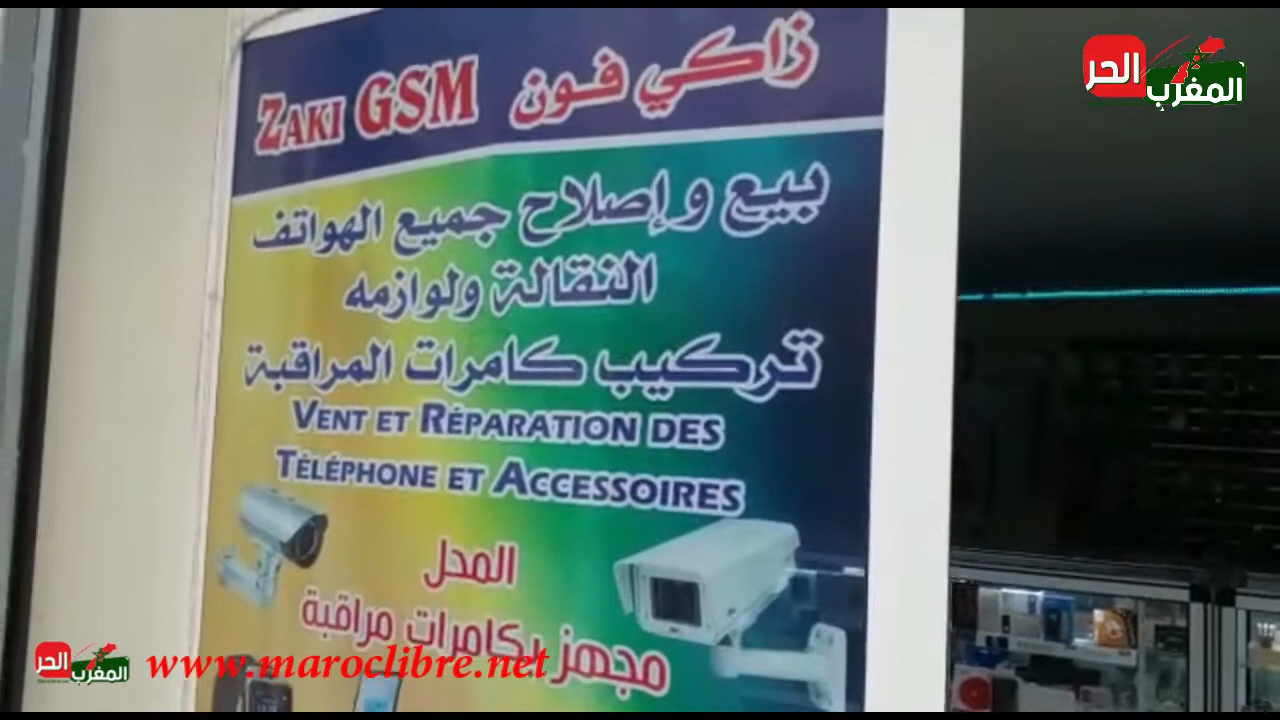 زاكي فون ZAKI GSM
بيع وإصلاح جميع الهواتف
النقالة ولوازمه
تركيب كامرات المراقبة
VENT ET RÉPARATION DES
TÉLÉPHONE ET ACCESSOIRES
المحل
مجهز بكامرات مراقبة
المغرب الحر
المغرب الحر
www.maroclibre.net